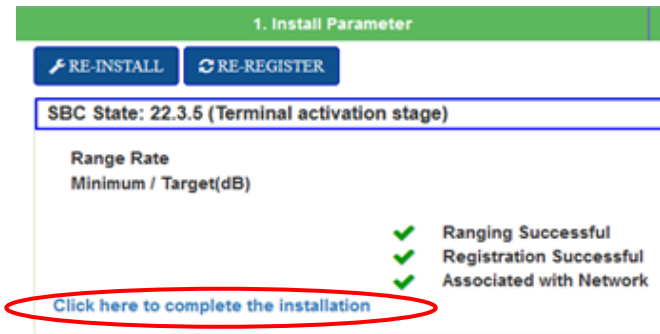 1. Install Parameter
RE-INSTALL RE-REGISTER
SBC State: 22.3.5 (Terminal activation stage)
Range Rate
Minimum / Target(dB)
Ranging Successful
Registration Successful
Associated with Network
Click here to complete the installation